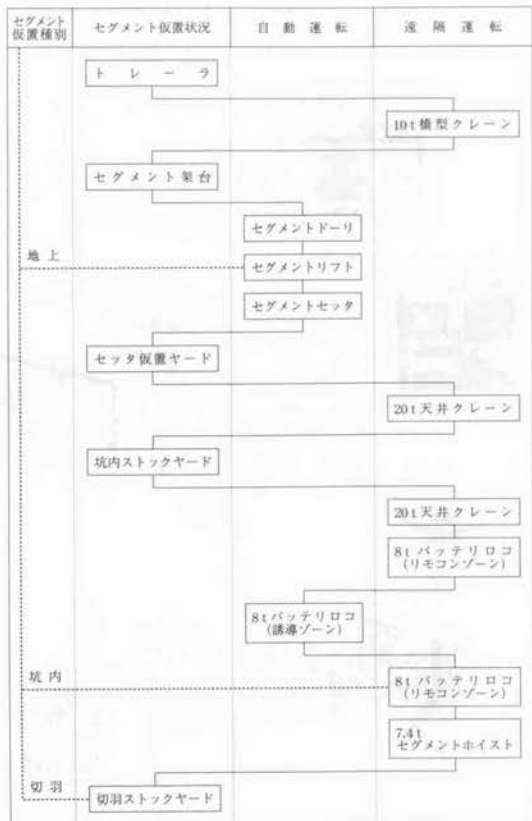 セグメント
仮置種別
セグメント仮置状況
自動運転
遠隔運転
トレーラ
10t橋型クレーン
セグメント架台
セグメントドーリ
地上
セグメントリフト
セグメントセッタ
セッタ仮置ヤード
20t天井クレーン
坑内ストックヤード
20t天井クレーン
8tバッテリロコ
(リモコンゾーン)
8tバッテリロコ
(誘導ゾーン)
坑内
8tバッテリロコ
(リモコンゾーン)
7.4t
セグメントホイスト
切羽
切羽ストックヤード